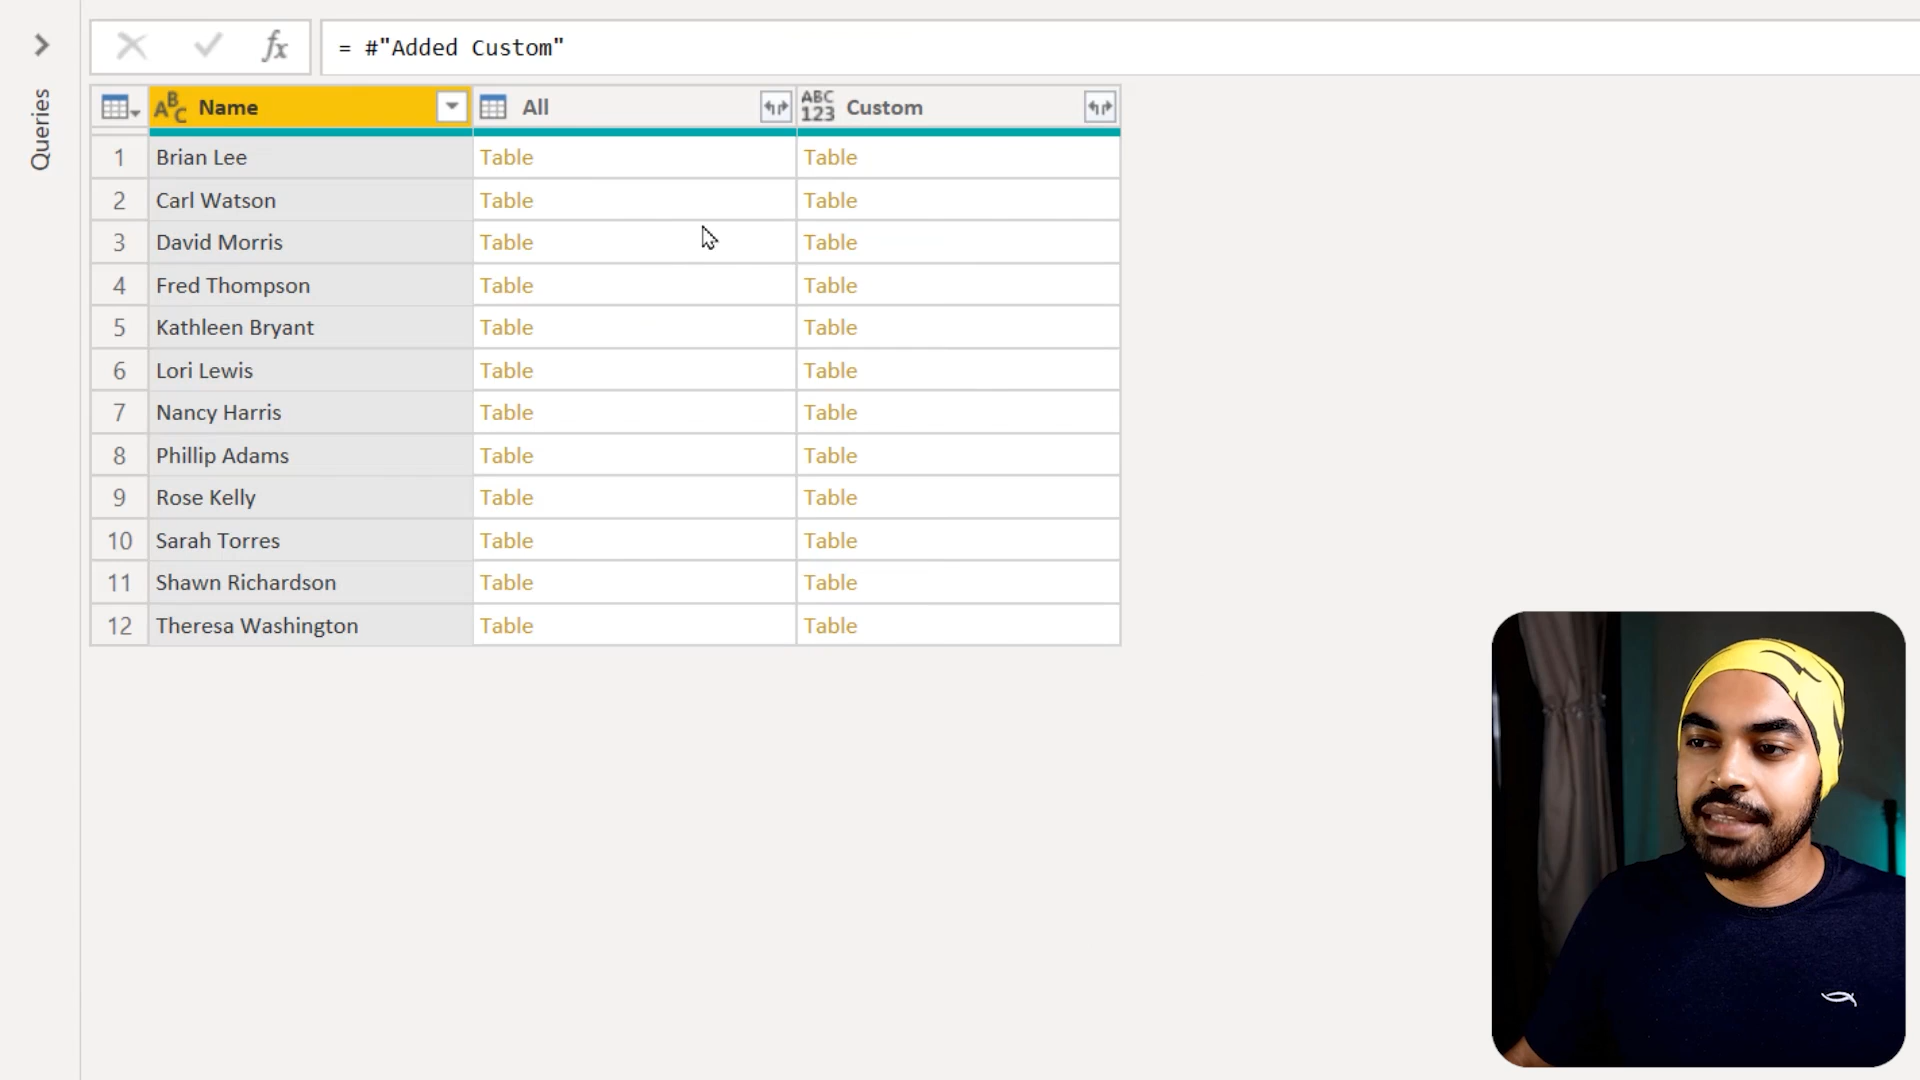 = #"Added Custom"
Queries
ABC Name All ABC 123 Custom
1 Brian Lee Table Table
2 Carl Watson Table Table
3 David Morris Table Table
4 Fred Thompson Table Table
5 Kathleen Bryant Table Table
6 Lori Lewis Table Table
7 Nancy Harris Table Table
8 Phillip Adams Table Table
9 Rose Kelly Table Table
10 Sarah Torres Table Table
11 Shawn Richardson Table Table
12 Theresa Washington Table Table